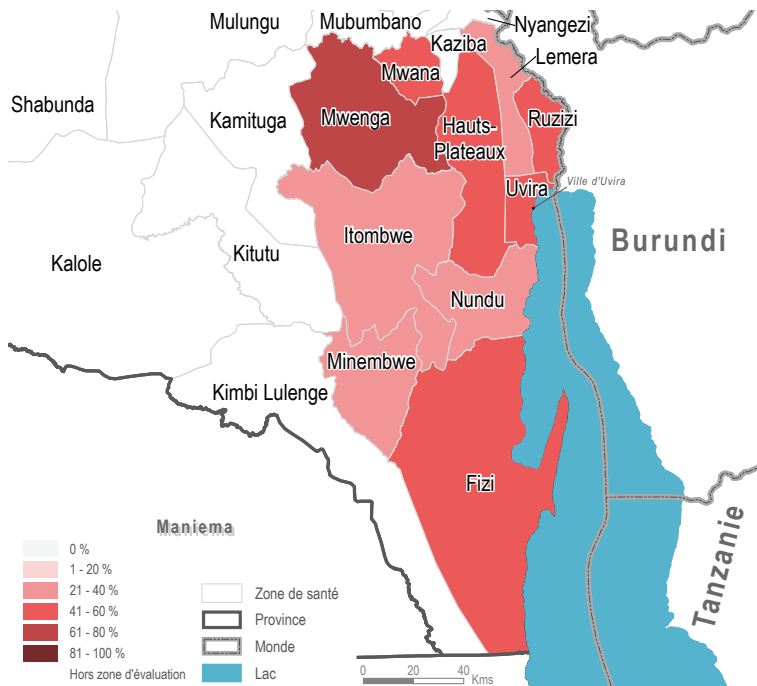 Mulungu
Mubumbano
Nyangezi
Kaziba
Lemera
Mwana
Shabunda
Kamituga
Mwenga
Hauts-
Plateaux
Ruzizi
Uvira
Ville d'Uvira
Itombwe
Burundi
Kitutu
Kalole
Nundu
Minembwe
Kimbi Lulenge
Fizi
Maniema
Tanzanie
0 %
1 - 20 %
21 - 40 %
41 - 60 %
61 - 80 %
81 - 100 %
Hors zone d'évaluation
Zone de santé
Province
Monde
Lac
0 20 40
Kms